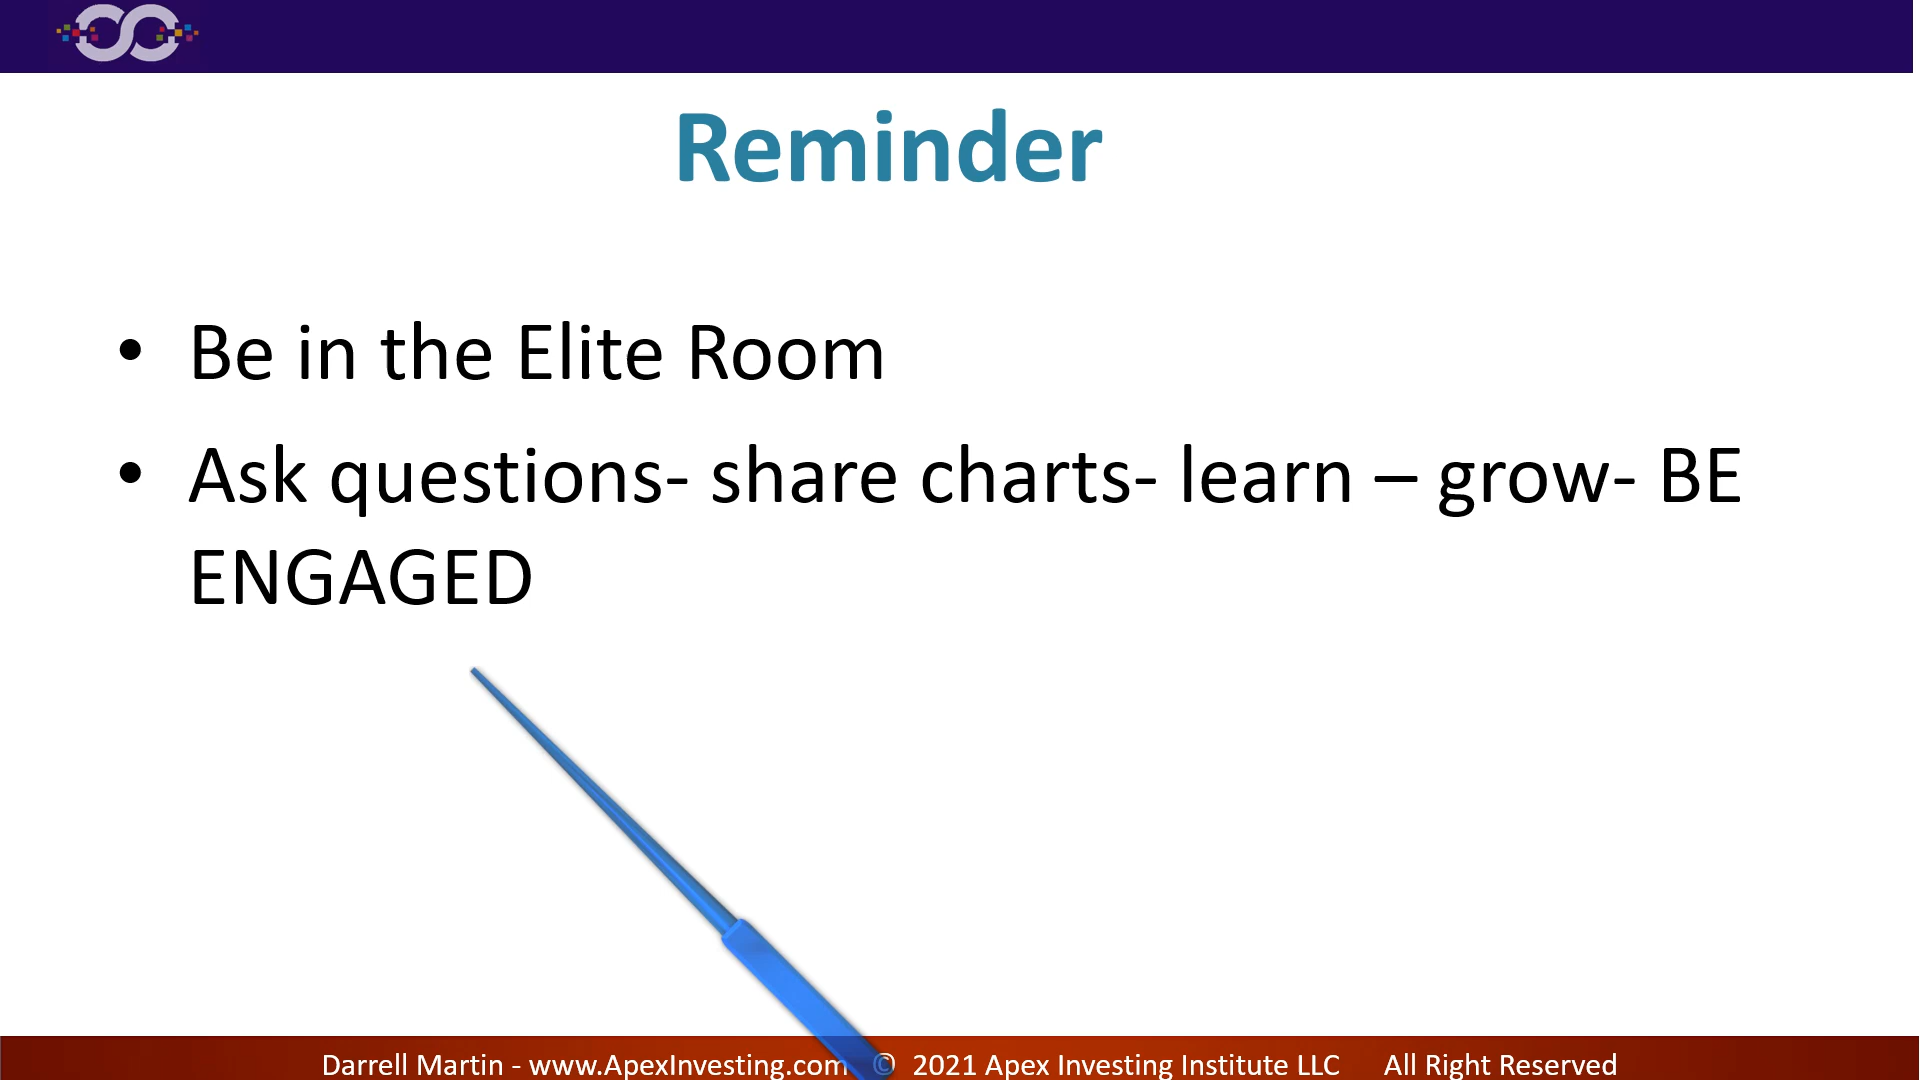 Reminder
• Be in the Elite Room
• Ask questions- share charts- learn – grow- BE
ENGAGED
Darrell Martin - www.ApexInvesting.com © 2021 Apex Investing Institute LLC All Right Reserved